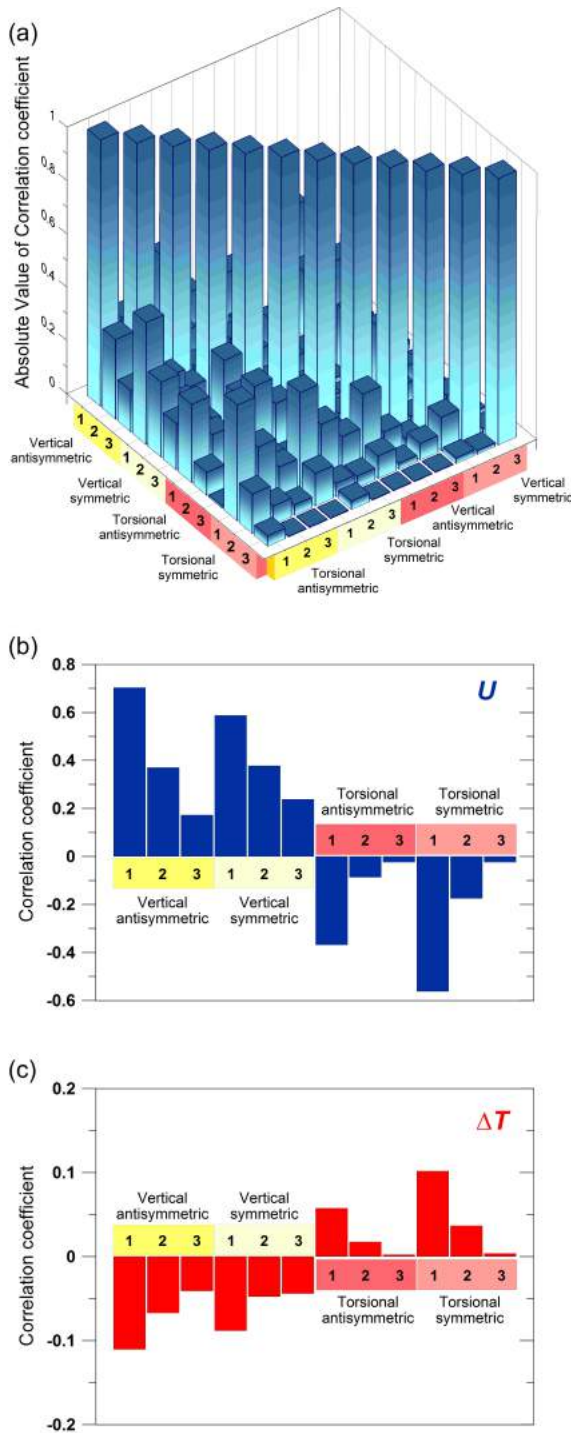 (a)
Absolute Value of Correlation coefficient
1
0.8
0.6
0.4
0.2
0
1 2 3
Vertical
antisymmetric
1 2 3
Vertical
symmetric
1 2 3
Torsional
antisymmetric
1 2 3
Torsional
symmetric
1 2 3
Torsional
antisymmetric
1 2 3
Torsional
symmetric
1 2 3
Vertical
antisymmetric
1 2 3
Vertical
symmetric
(b)
Correlation coefficient
0.8
0.6
0.4
0.2
0
-0.2
-0.4
-0.6
U
Torsional
antisymmetric
Torsional
symmetric
1 2 3 1 2 3
1 2 3 1 2 3
Vertical
antisymmetric
Vertical
symmetric
(c)
Correlation coefficient
0.2
0.1
0
-0.1
-0.2
ΔT
Vertical
antisymmetric
Vertical
symmetric
1 2 3 1 2 3
1 2 3 1 2 3
Torsional
antisymmetric
Torsional
symmetric